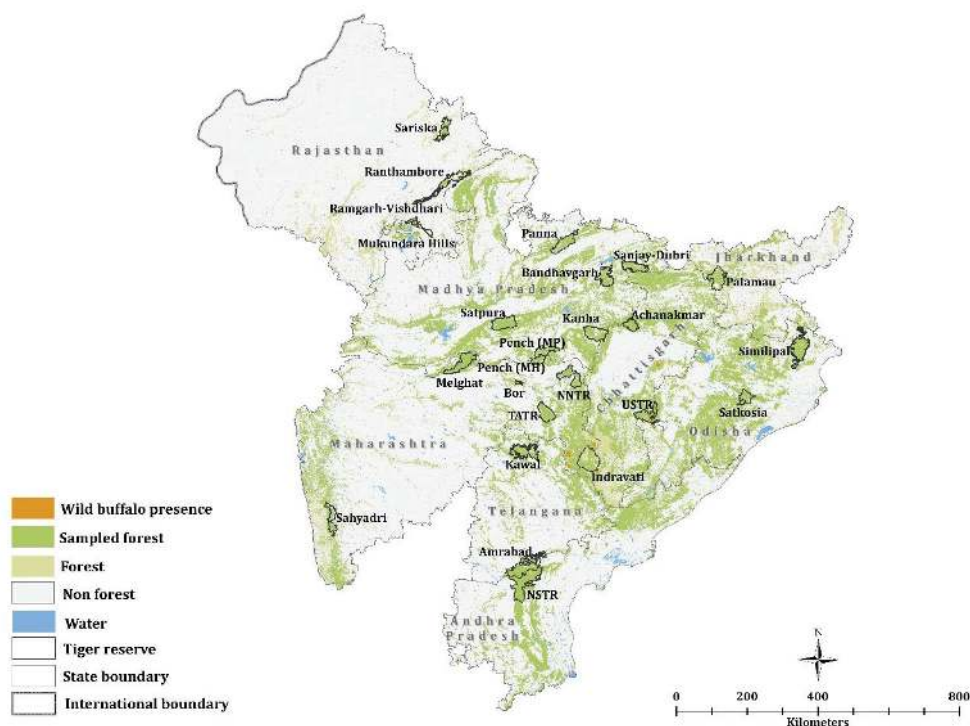 Sariska
Rajasthan
Ranthambore
Ramgarh-Vishdhari
Mukundara Hills
Panna
Sanjay-Dubri
Bandhavgarh
Jharkhand
Palamau
Madhya Pradesh
Satpura
Kanha
Achanakmar
Pench (MP)
Similipal
Pench (MH)
Melghat
Chhattisgarh
Bor
NNTR
TATR
USTR
Satkosia
Odisha
Maharashtra
Kawal
Indravati
Wild buffalo presence
Sampled forest
Sahyadri
Telangana
Forest
Amrabad
Non forest
NSTR
Water
Andhra
Pradesh
Tiger reserve
State boundary
International boundary
N
0 200 400 800
Kilometers